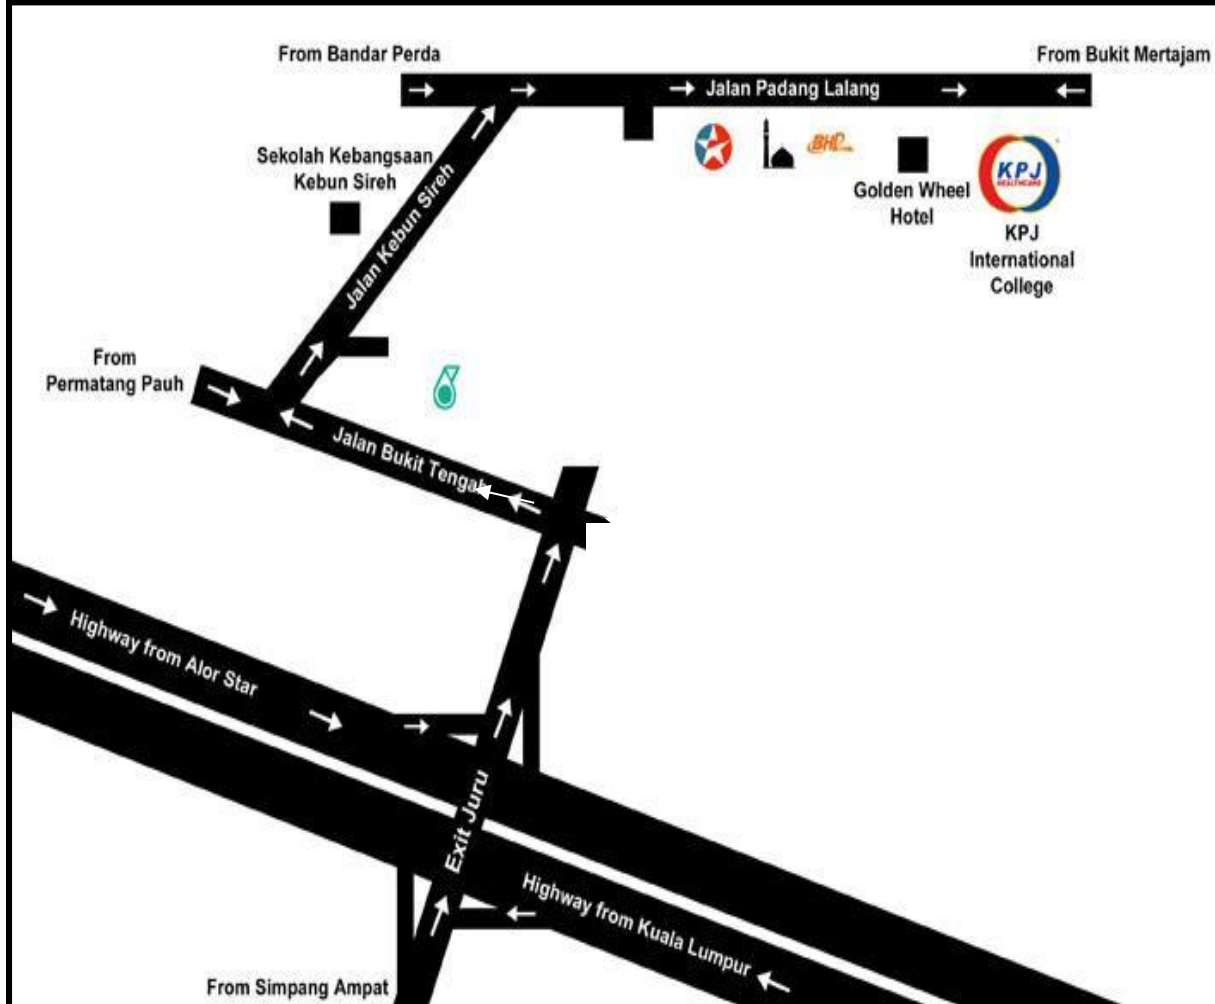 From Bandar Perda
From Bukit Mertajam
Jalan Padang Lalang
BHP
Sekolah Kebangsaan
Kebun Sireh
Jalan Kebun Sireh
Golden Wheel
Hotel
KPJ
HEALTHCARE
KPJ
International
College
From
Permatang Pauh
Jalan Bukit Tengah
Highway from Alor Star
Exit Juru
Highway from Kuala Lumpur
From Simpang Ampat